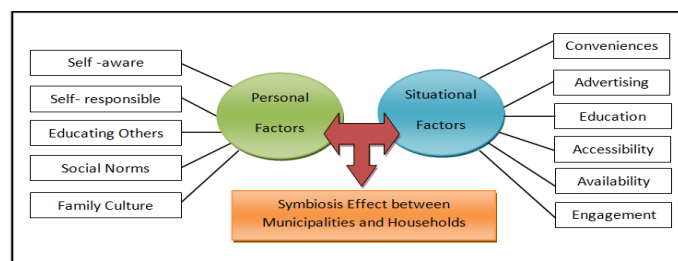 Self -aware
Self- responsible
Educating Others
Social Norms
Family Culture
Personal
Factors
Situational
Factors
Conveniences
Advertising
Education
Accessibility
Availability
Engagement
Symbiosis Effect between
Municipalities and Households